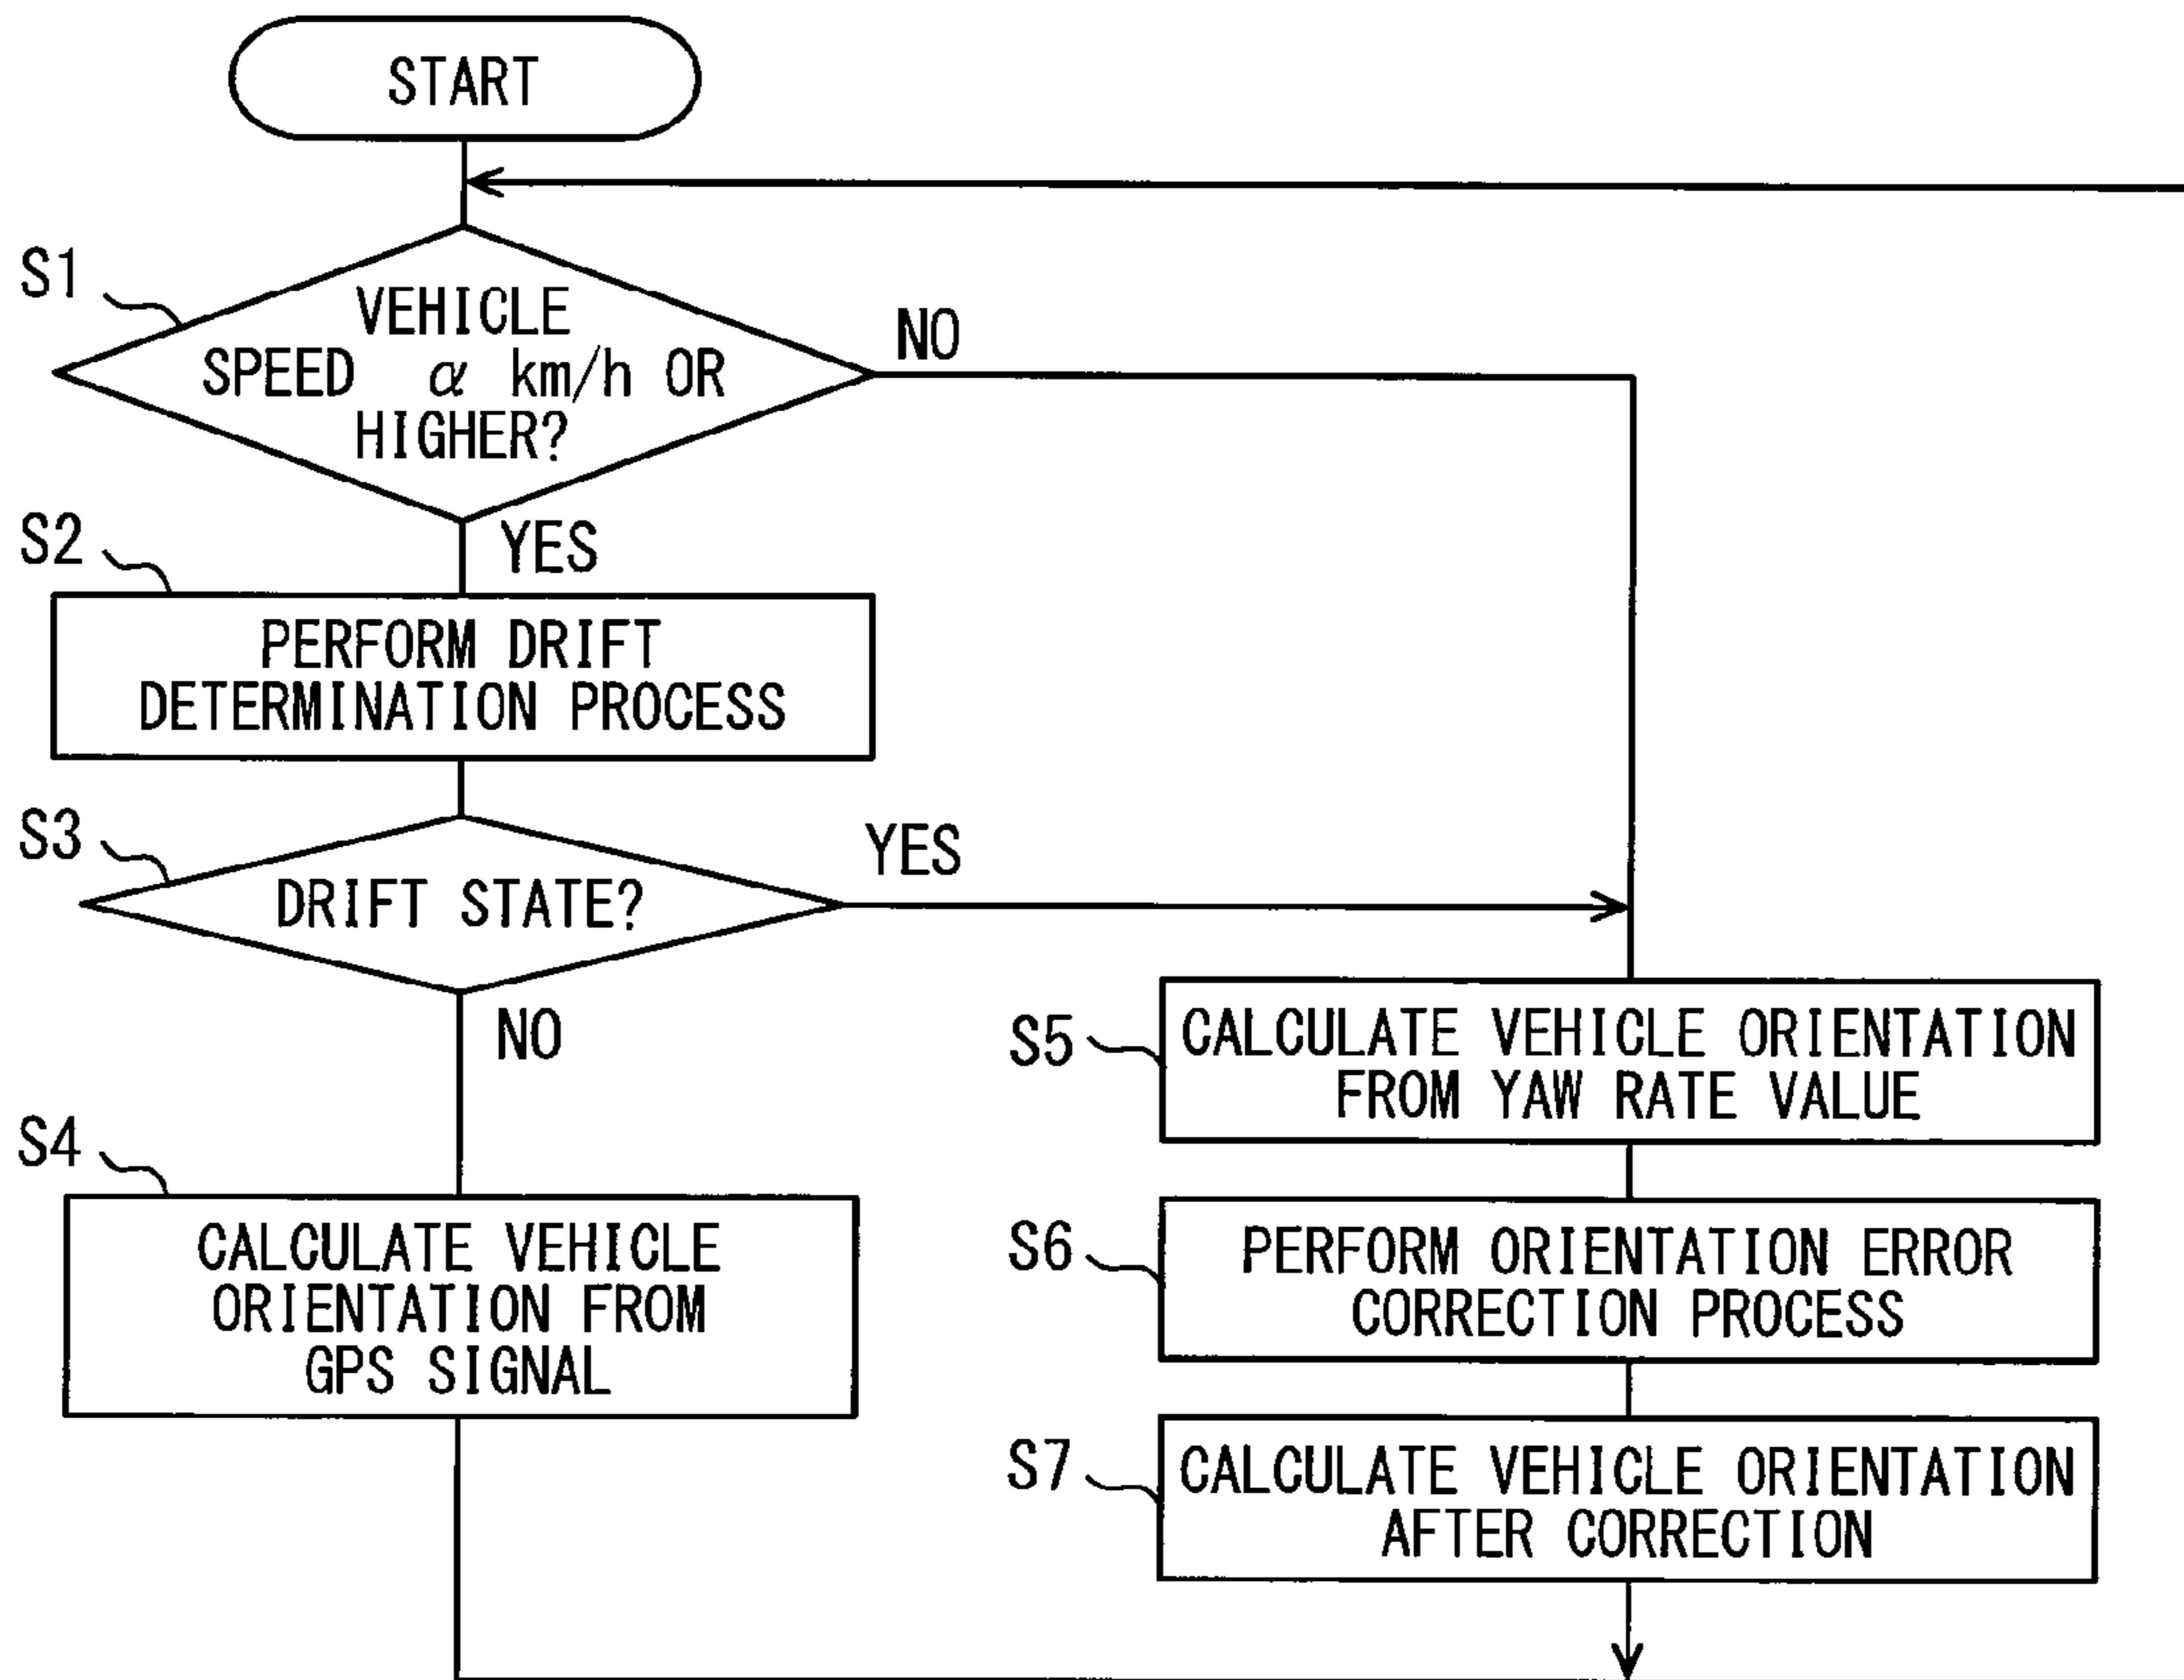 START
S1
VEHICLE
SPEED α km/h OR
HIGHER?
NO
YES
S2
PERFORM DRIFT
DETERMINATION PROCESS
S3
DRIFT STATE?
YES
NO
S4
CALCULATE VEHICLE
ORIENTATION FROM
GPS SIGNAL
S5
CALCULATE VEHICLE ORIENTATION
FROM YAW RATE VALUE
S6
PERFORM ORIENTATION ERROR
CORRECTION PROCESS
S7
CALCULATE VEHICLE ORIENTATION
AFTER CORRECTION